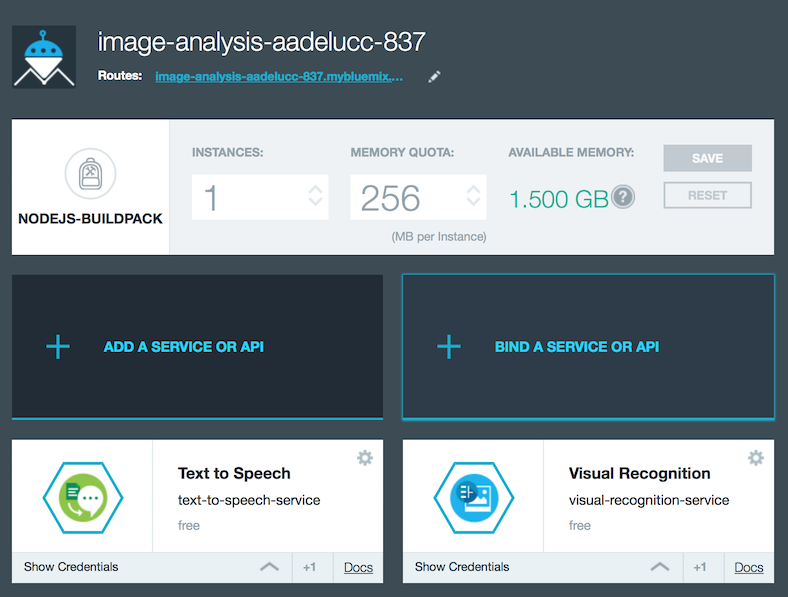 image-analysis-aadelucc-837
Routes: image-analysis-aadelucc-837.mybluemix....
INSTANCES: MEMORY QUOTA: AVAILABLE MEMORY: SAVE
1 256 1.500 GB ? RESET
NODEJS-BUILDPACK
(MB per Instance)
ADD A SERVICE OR API
BIND A SERVICE OR API
Text to Speech
text-to-speech-service
free
Show Credentials +1 Docs
Visual Recognition
visual-recognition-service
free
Show Credentials +1 Docs